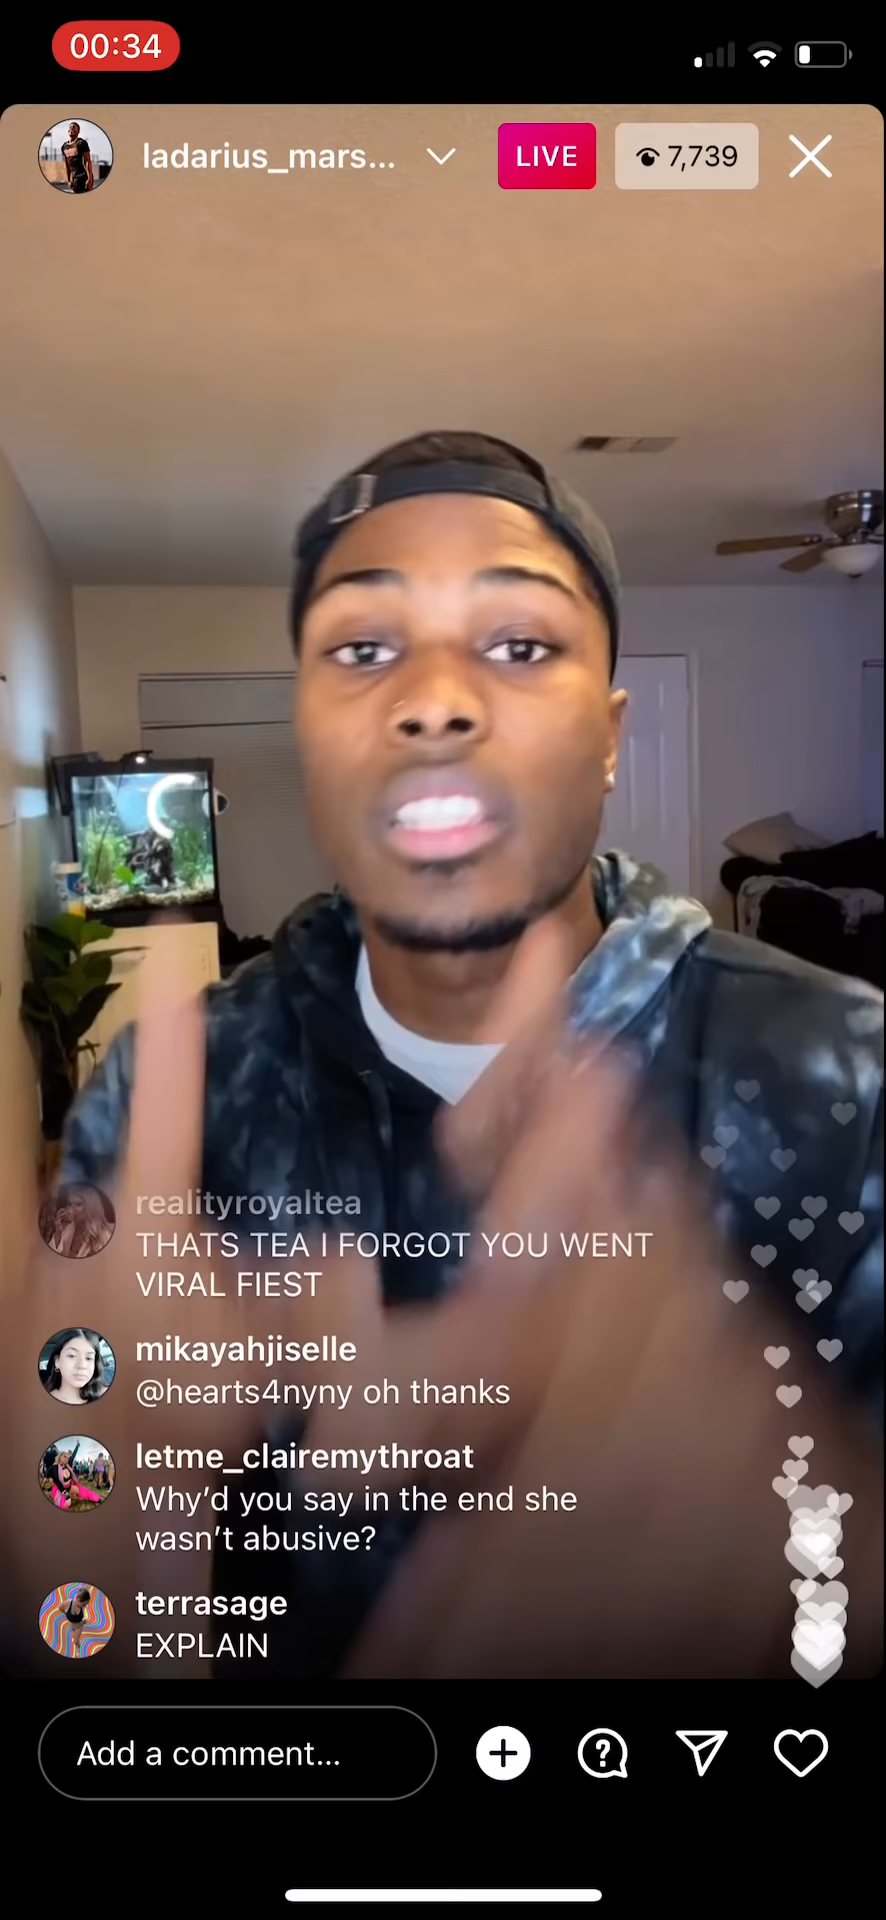 00:34
ladarius_mars...
LIVE
7,739
realityroyaltea
THATS TEA I FORGOT YOU WENT
VIRAL FIEST
mikayahjiselle
@hearts4nyny oh thanks
letme_clairemythroat
Why'd you say in the end she
wasn't abusive?
terrasage
EXPLAIN
Add a comment...